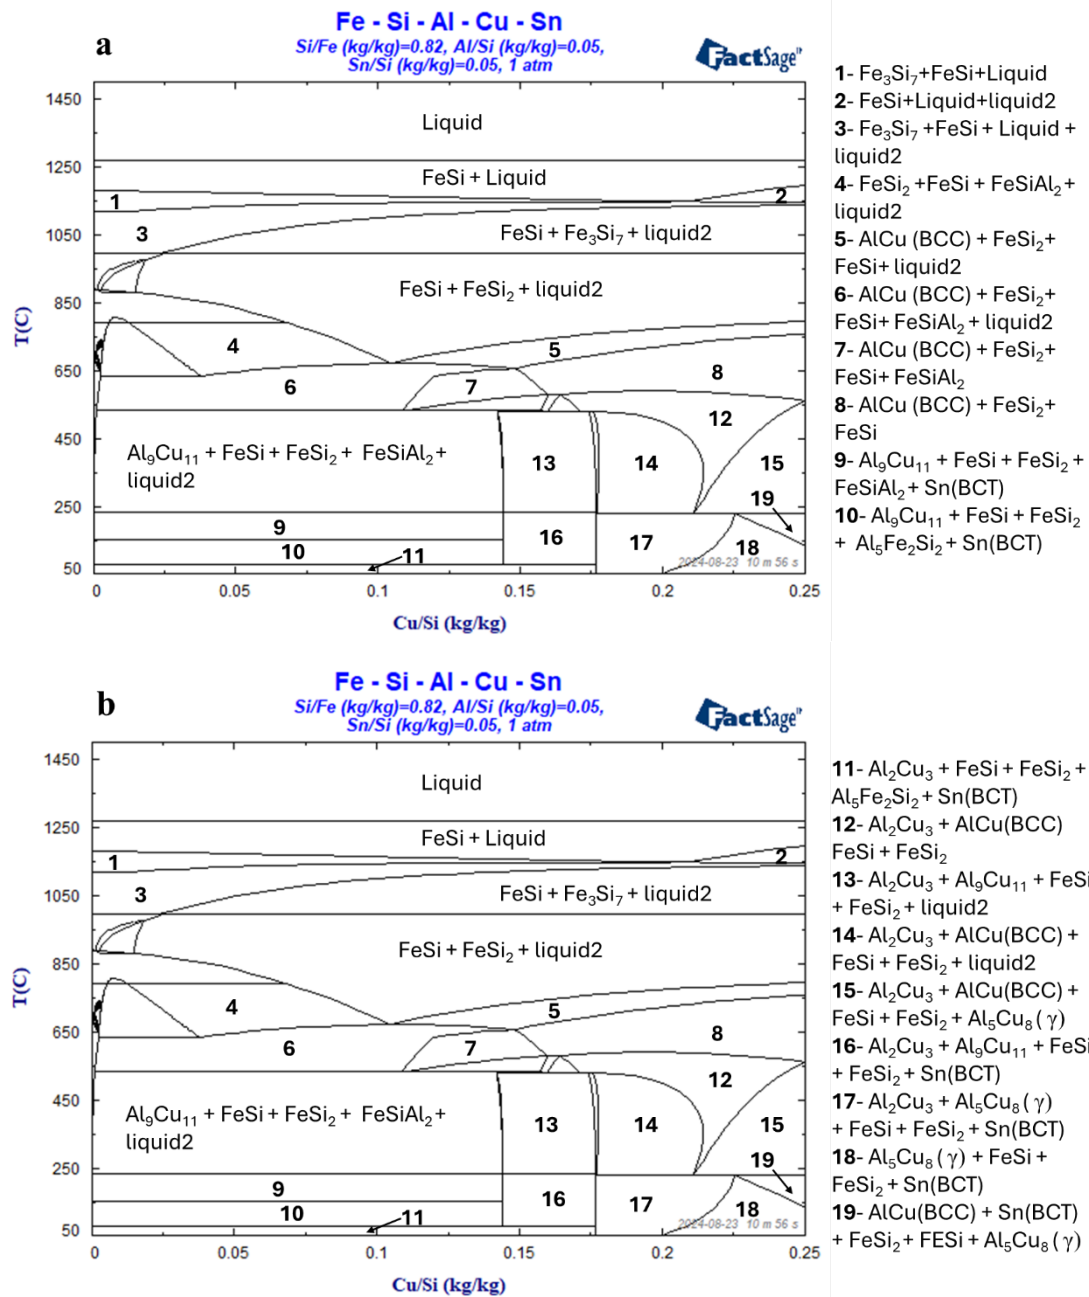 a
Fe - Si - Al - Cu - Sn
Si/Fe (kg/kg)=0.82, Al/Si (kg/kg)=0.05,
Sn/Si (kg/kg)=0.05, 1 atm
FactSage™
1450
Liquid
1250
FeSi + Liquid
1
2
1050
3
FeSi + Fe₃Si₇ + liquid2
FeSi + FeSi₂ + liquid2
850
T(C)
4
5
650
6
7
8
12
450
Al₉Cu₁₁ + FeSi + FeSi₂ + FeSiAl₂ +
liquid2
13
14
15
19
250
9
10
11
16
17
18
2024-08-23 10 m 56 s
50
0
0.05
0.1
0.15
0.2
0.25
Cu/Si (kg/kg)
1- Fe₃Si₇+FeSi+Liquid
2- FeSi+Liquid+liquid2
3- Fe₃Si₇ +FeSi + Liquid +
liquid2
4- FeSi₂ +FeSi + FeSiAl₂ +
liquid2
5- AlCu (BCC) + FeSi₂+
FeSi+ liquid2
6- AlCu (BCC) + FeSi₂+
FeSi+ FeSiAl₂ + liquid2
7- AlCu (BCC) + FeSi₂+
FeSi+ FeSiAl₂
8- AlCu (BCC) + FeSi₂+
FeSi
9- Al₉Cu₁₁ + FeSi + FeSi₂ +
FeSiAl₂ + Sn(BCT)
10- Al₉Cu₁₁ + FeSi + FeSi₂
+ Al₅Fe₂Si₂ + Sn(BCT)
b
Fe - Si - Al - Cu - Sn
Si/Fe (kg/kg)=0.82, Al/Si (kg/kg)=0.05,
Sn/Si (kg/kg)=0.05, 1 atm
FactSage™
1450
Liquid
1250
FeSi + Liquid
1
2
1050
3
FeSi + Fe₃Si₇ + liquid2
FeSi + FeSi₂ + liquid2
850
T(C)
4
5
650
6
7
8
12
450
Al₉Cu₁₁ + FeSi + FeSi₂ + FeSiAl₂ +
liquid2
13
14
15
19
250
9
10
11
16
17
18
2024-08-23 10 m 56 s
50
0
0.05
0.1
0.15
0.2
0.25
Cu/Si (kg/kg)
11- Al₂Cu₃ + FeSi + FeSi₂ +
Al₅Fe₂Si₂ + Sn(BCT)
12- Al₂Cu₃ + AlCu(BCC)
FeSi + FeSi₂
13- Al₂Cu₃ + Al₉Cu₁₁ + FeSi
+ FeSi₂ + liquid2
14- Al₂Cu₃ + AlCu(BCC) +
FeSi + FeSi₂ + liquid2
15- Al₂Cu₃ + AlCu(BCC) +
FeSi + FeSi₂ + Al₅Cu₈(γ)
16- Al₂Cu₃ + Al₉Cu₁₁ + FeSi
+ FeSi₂ + Sn(BCT)
17- Al₂Cu₃ + Al₅Cu₈(γ)
+ FeSi + FeSi₂ + Sn(BCT)
18- Al₅Cu₈(γ) + FeSi +
FeSi₂ + Sn(BCT)
19- AlCu(BCC) + Sn(BCT)
+ FeSi₂ + FESi + Al₅Cu₈(γ)